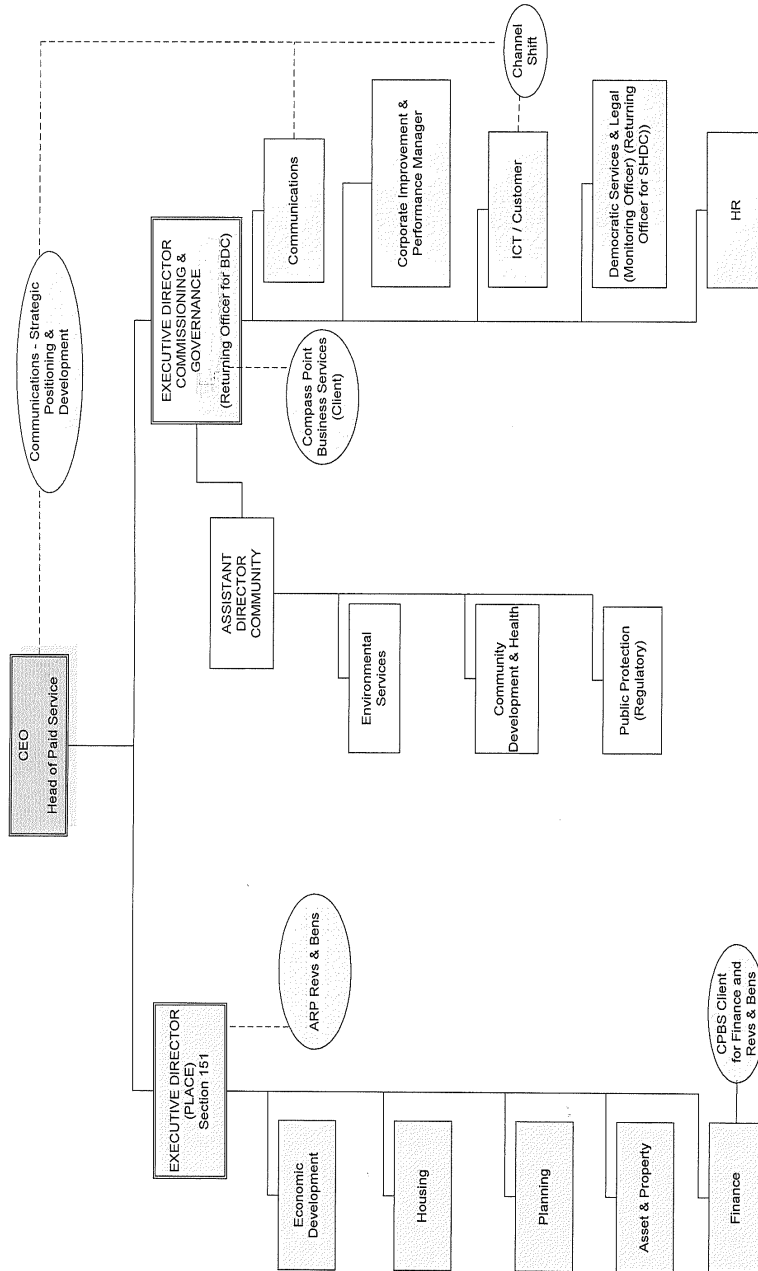 CEO
Head of Paid Service
Communications - Strategic
Positioning &
Development
EXECUTIVE DIRECTOR
(PLACE)
Section 151
ARP Revs & Bens
Economic
Development
Housing
Planning
Asset & Property
Finance
CPBS Client
for Finance and
Revs & Bens
EXECUTIVE DIRECTOR
COMMISSIONING &
GOVERNANCE
(Returning Officer for BDC)
Compass Point
Business Services
(Client)
ASSISTANT
DIRECTOR
COMMUNITY
Environmental
Services
Community
Development & Health
Public Protection
(Regulatory)
Communications
Corporate Improvement &
Performance Manager
ICT / Customer
Channel
Shift
Democratic Services & Legal
(Monitoring Officer) (Returning
Officer for SHDC))
HR